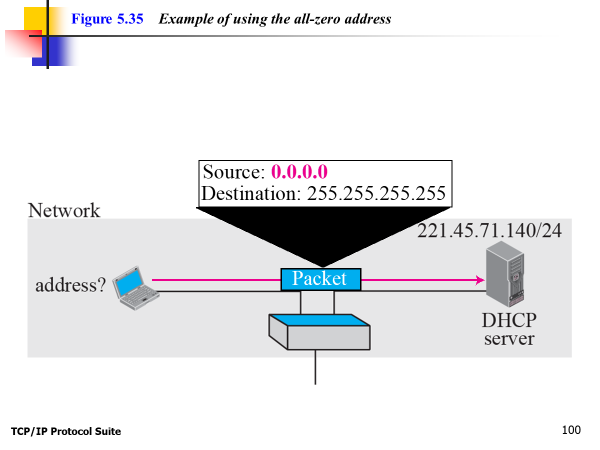 Figure 5.35 Example of using the all-zero address
Source: 0.0.0.0
Destination: 255.255.255.255
Network
221.45.71.140/24
address?
Packet
DHCP
server
TCP/IP Protocol Suite
100